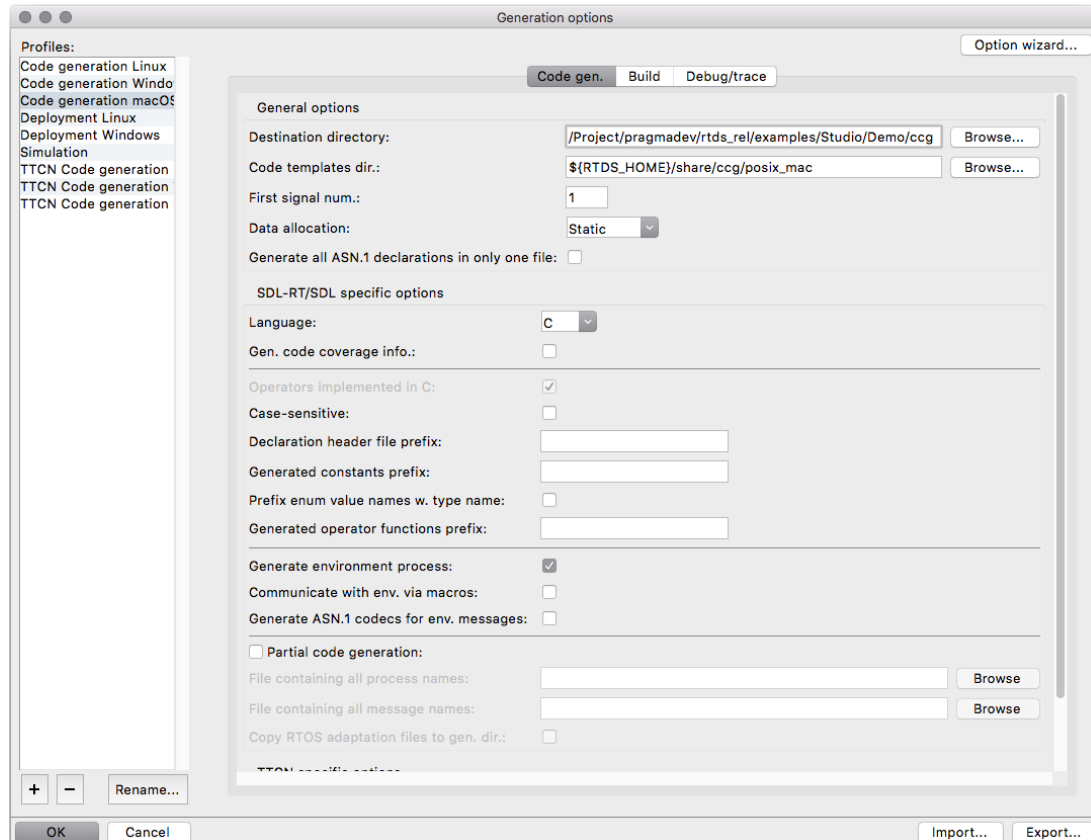 Generation options
Profiles:
Option wizard...
Code generation Linux
Code generation Windo
Code generation macOS
Deployment Linux
Deployment Windows
Simulation
TTCN Code generation
TTCN Code generation
TTCN Code generation
Code gen. Build Debug/trace
General options
Destination directory: /Project/pragmadev/rtds_rel/examples/Studio/Demo/ccg Browse...
Code templates dir.: ${RTDS_HOME}/share/ccg/posix_mac Browse...
First signal num.: 1
Data allocation: Static
Generate all ASN.1 declarations in only one file:
SDL-RT/SDL specific options
Language: C
Gen. code coverage info.:
Operators implemented in C:
Case-sensitive:
Declaration header file prefix:
Generated constants prefix:
Prefix enum value names w. type name:
Generated operator functions prefix:
Generate environment process:
Communicate with env. via macros:
Generate ASN.1 codecs for env. messages:
Partial code generation:
File containing all process names: Browse
File containing all message names: Browse
Copy RTOS adaptation files to gen. dir.:
TTCN specific options
+ − Rename...
OK Cancel Import... Export...